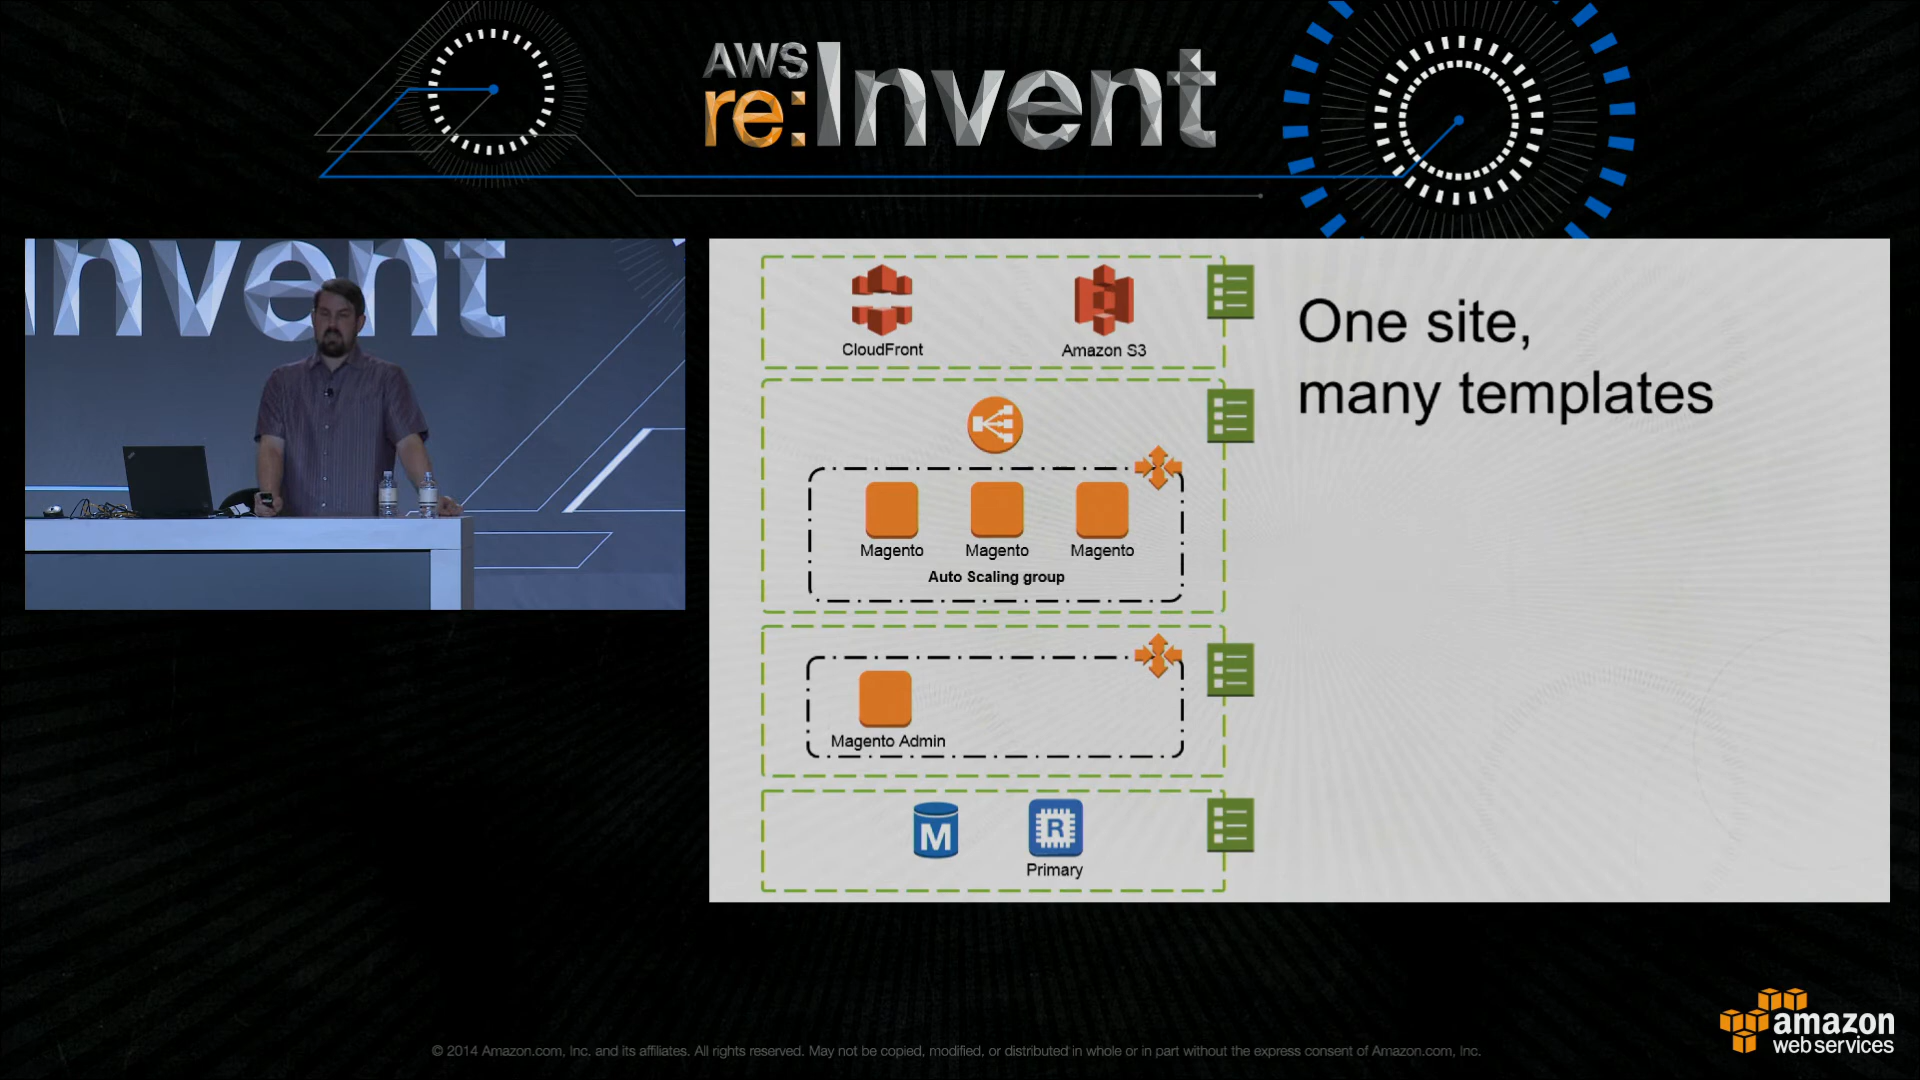 AWS
re:Invent
Invent
CloudFront
Amazon S3
One site,
many templates
Magento
Magento
Magento
Auto Scaling group
Magento Admin
M
R
Primary
amazon
webservices
© 2014 Amazon.com, Inc. and its affiliates. All rights reserved. May not be copied, modified, or distributed in whole or in part without the express consent of Amazon.com, Inc.